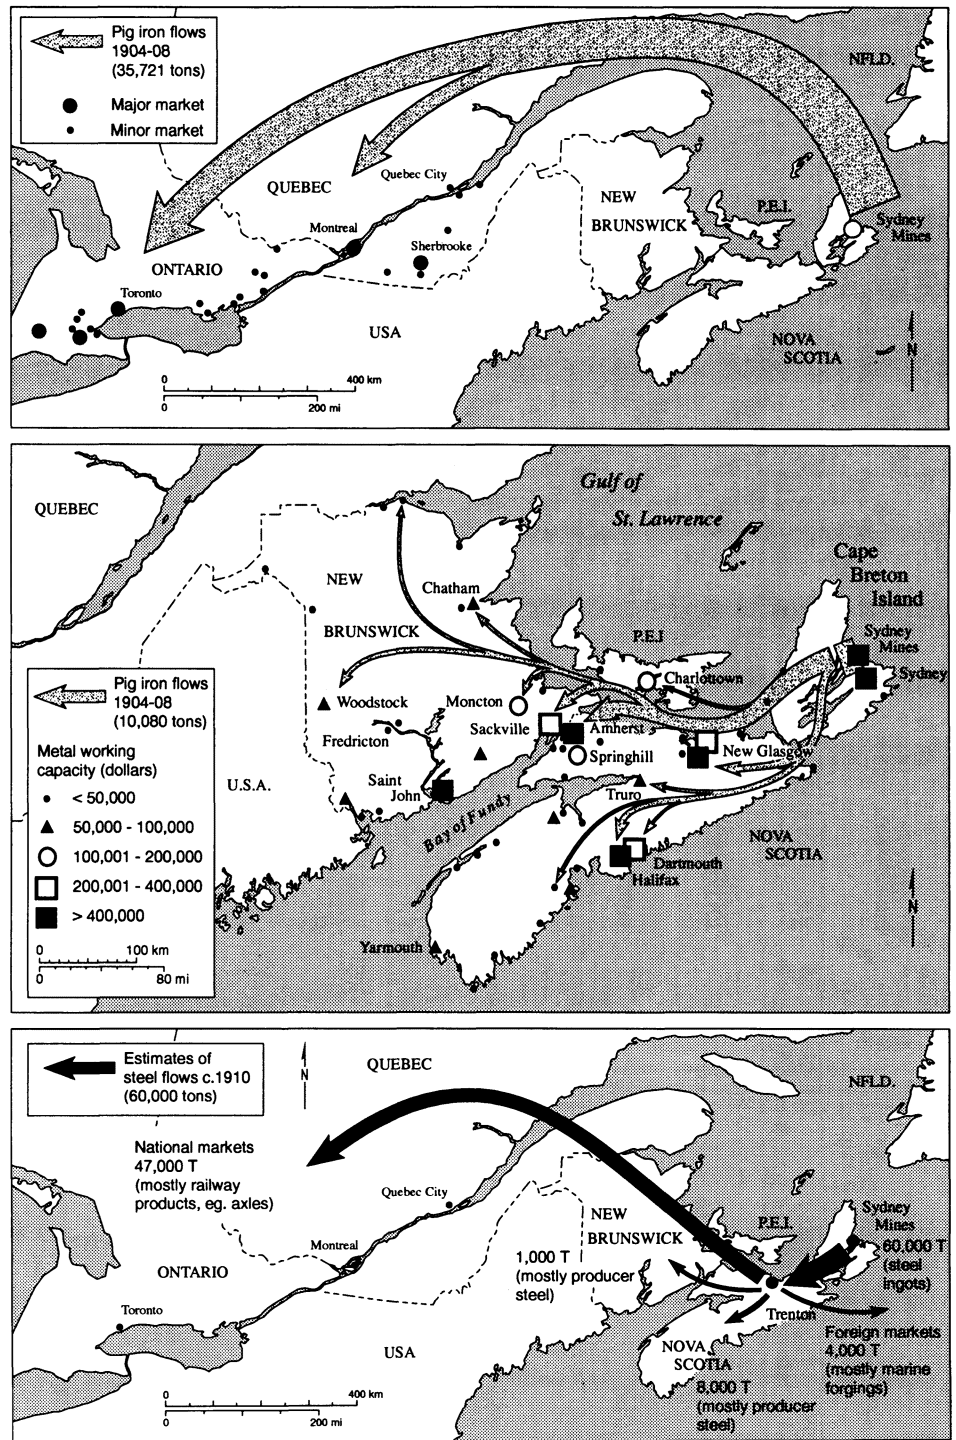 Pig iron flows
1904-08
(35,721 tons)
Major market
Minor market
NFLD.
QUEBEC
Quebec City
NEW
BRUNSWICK
P.E.I.
Sydney
Mines
Montreal
Sherbrooke
ONTARIO
Toronto
USA
NOVA
SCOTIA
N
0 400 km
0 200 mi
Gulf of
St. Lawrence
QUEBEC
Cape
Breton
Island
NEW
BRUNSWICK
Chatham
P.E.I
Sydney
Mines
Sydney
Charlottown
Pig iron flows
1904-08
(10,080 tons)
Metal working
capacity (dollars)
< 50,000
50,000 - 100,000
100,001 - 200,000
200,001 - 400,000
> 400,000
0 100 km
0 80 mi
Woodstock
Moncton
Fredricton
Sackville
Amherst
New Glasgow
Springhill
U.S.A.
Saint
John
Truro
Bay of Fundy
NOVA
SCOTIA
Dartmouth
Halifax
Yarmouth
N
Estimates of
steel flows c.1910
(60,000 tons)
N
QUEBEC
NFLD.
National markets
47,000 T
(mostly railway
products, eg. axles)
Quebec City
Montreal
ONTARIO
Toronto
NEW
BRUNSWICK
P.E.I.
Sydney
Mines
60,000 T
(steel
ingots)
1,000 T
(mostly producer
steel)
Trenton
USA
NOVA
SCOTIA
8,000 T
(mostly producer
steel)
Foreign markets
4,000 T
(mostly marine
forgings)
0 400 km
0 200 mi